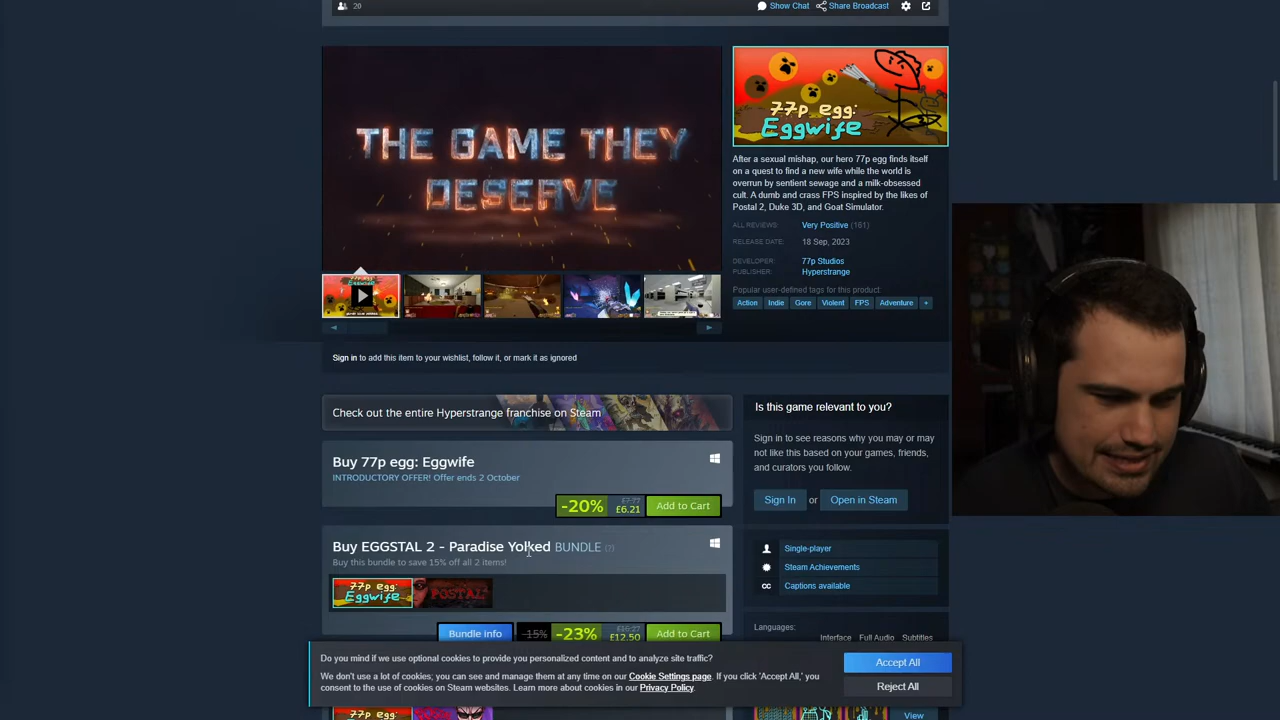 20
Show Chat
Share Broadcast
THE GAME THEY
DESERVE
77p egg:
Eggwife
After a sexual mishap, our hero 77p egg finds itself
on a quest to find a new wife while the world is
overrun by sentient sewage and a milk-obsessed
cult. A dumb and crass FPS inspired by the likes of
Postal 2, Duke 3D, and Goat Simulator.
ALL REVIEWS: Very Positive (161)
RELEASE DATE: 18 Sep, 2023
DEVELOPER: 77p Studios
PUBLISHER: Hyperstrange
Popular user-defined tags for this product:
Action Indie Gore Violent FPS Adventure +
Sign in to add this item to your wishlist, follow it, or mark it as ignored
Check out the entire Hyperstrange franchise on Steam
Is this game relevant to you?
Sign in to see reasons why you may or may
not like this based on your games, friends,
and curators you follow.
Sign In or Open in Steam
Buy 77p egg: Eggwife
INTRODUCTORY OFFER! Offer ends 2 October
-20% £7.77 £6.21 Add to Cart
Buy EGGSTAL 2 - Paradise Yolked BUNDLE (?)
Buy this bundle to save 15% off all 2 items!
77p egg:
Eggwife
POSTAL
Bundle info -15% -23% £12.50 Add to Cart
Single-player
Steam Achievements
cc Captions available
Languages:
Interface Full Audio Subtitles
Do you mind if we use optional cookies to provide you personalized content and to analyze site traffic?
We don't use a lot of cookies; you can see and manage them at any time on our Cookie Settings page. If you click 'Accept All,' you
consent to the use of cookies on Steam websites. Learn more about cookies in our Privacy Policy.
Accept All
Reject All
77p egg:
View